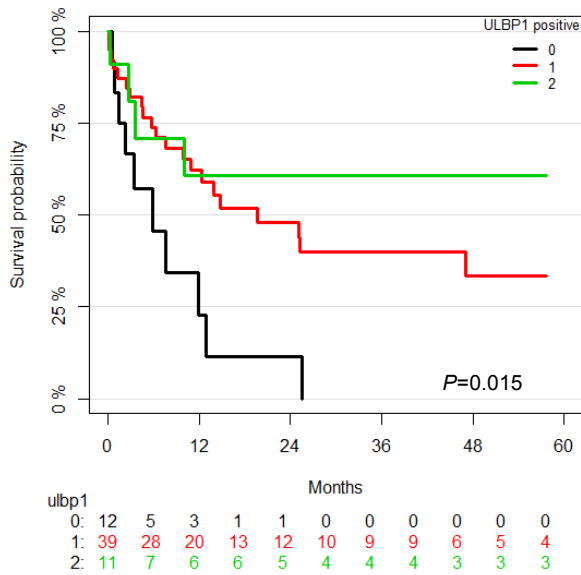 ULBP1 positive
0
1
2
100 %
75 %
50 %
25 %
0 %
Survival probability
P=0.015
0 12 24 36 48 60
Months
ulbp1
0: 12 5 3 1 1 0 0 0 0 0 0
1: 39 28 20 13 12 10 9 9 6 5 4
2: 11 7 6 6 5 4 4 4 3 3 3